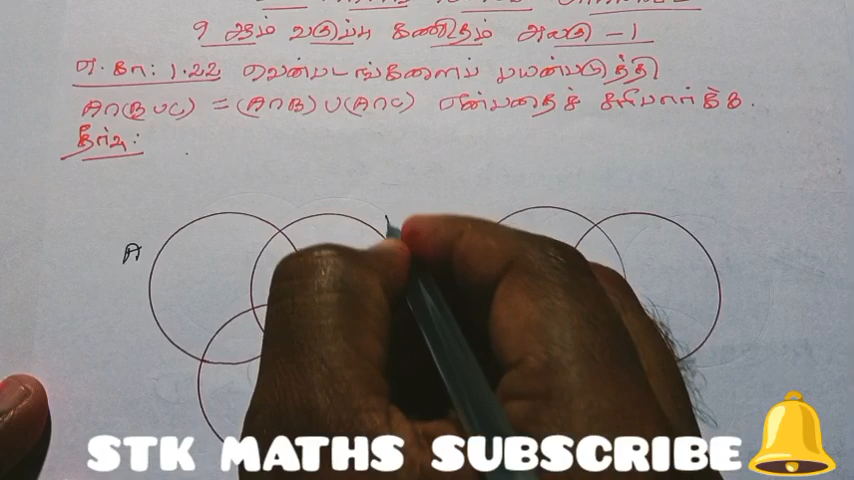 9 ஆம் வகுப்பு கணிதம் அலகு - 1
எ.கா: 1.22 வென்படங்களைப் பயன்படுத்தி
A∩(B∪C) = (A∩B) ∪ (A∩C) என்பதைச் சரிபார்க்க.
தீர்வு:
A
STK MATHS SUBSCRIBE